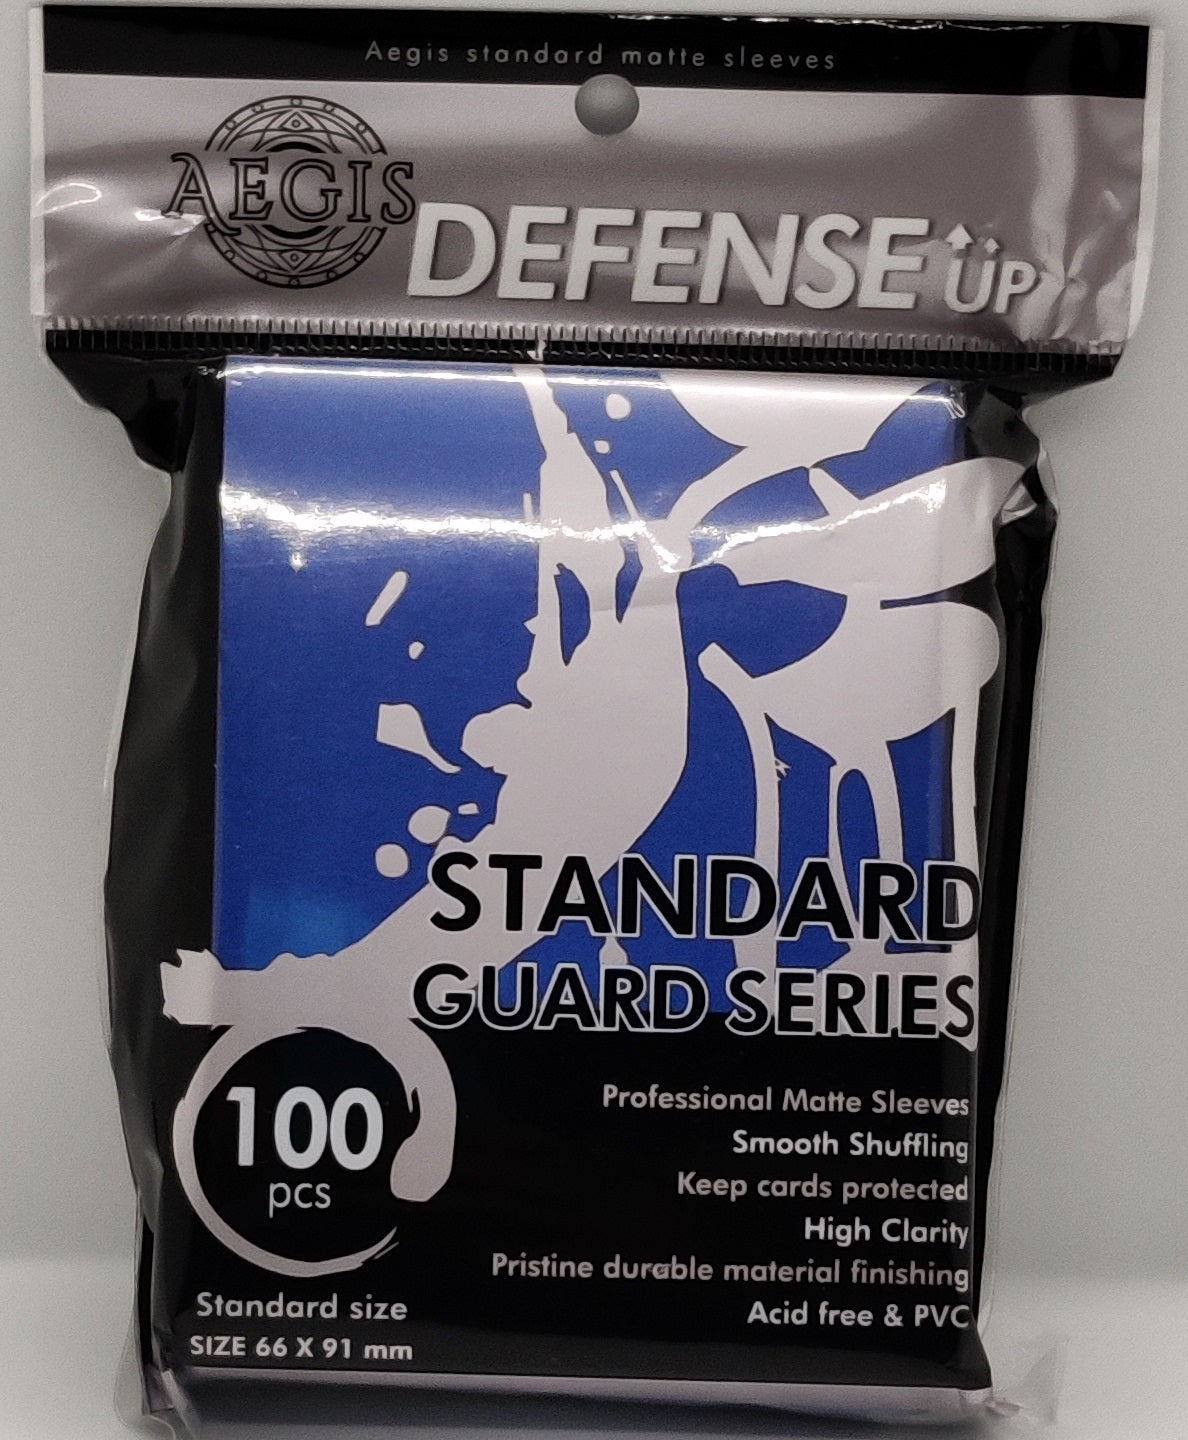 Aegis standard matte sleeves
AEGIS
DEFENSE UP
STANDARD
GUARD SERIES
100
pcs
Professional Matte Sleeves
Smooth Shuffling
Keep cards protected
High Clarity
Pristine durable material finishing
Acid free & PVC
Standard size
SIZE 66 X 91 mm